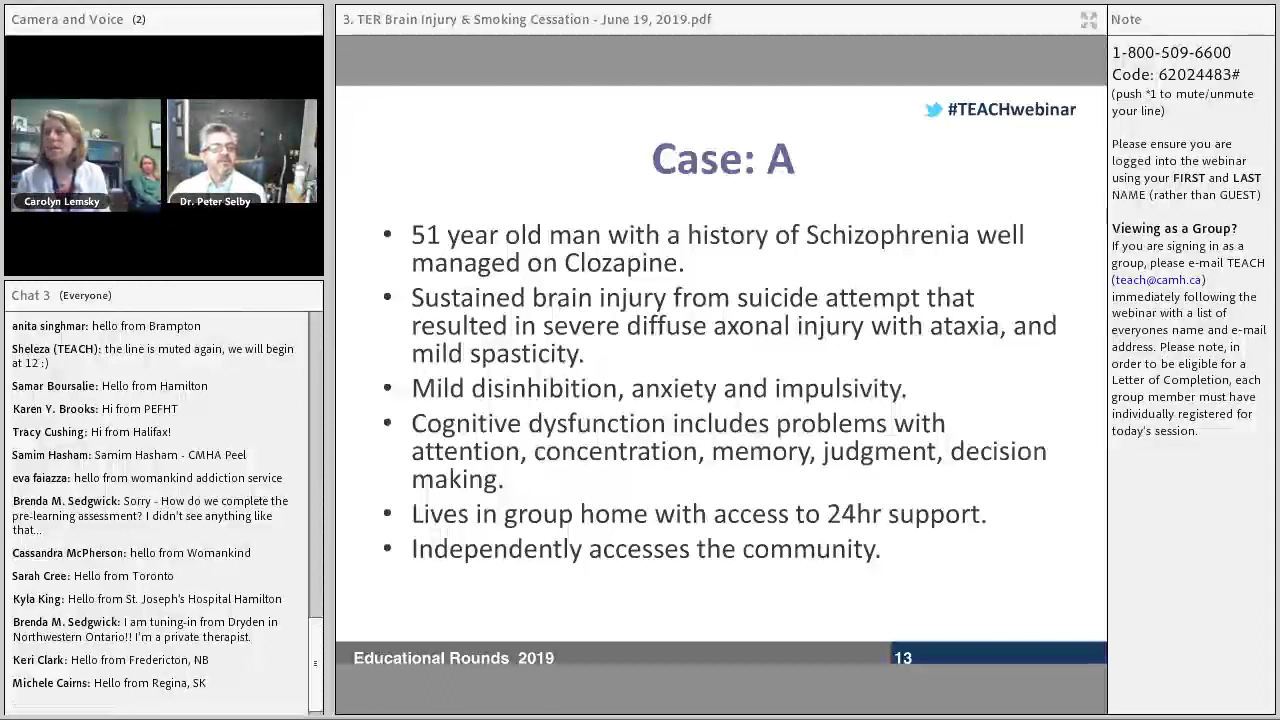 Camera and Voice (2)
Carolyn Lemsky
Dr. Peter Selby
Chat 3 (Everyone)
anita singhmar: hello from Brampton
Sheleza (TEACH): the line is muted again, we will begin
at 12 :)
Samar Boursalie: Hello from Hamilton
Karen Y. Brooks: Hi from PEFHT
Tracy Cushing: Hi from Halifax!
Samim Hasham: Samim Hasham - CMHA Peel
eva faiazza: hello from womankind addiction service
Brenda M. Sedgwick: Sorry - How do we complete the
pre-learning assessment? I didn't see anything like
that...
Cassandra McPherson: hello from Womankind
Sarah Cree: Hello from Toronto
Kyla King: Hello from St. Joseph's Hospital Hamilton
Brenda M. Sedgwick: I am tuning-in from Dryden in
Northwestern Ontario!! I'm a private therapist.
Keri Clark: Hello from Fredericton, NB
Michele Cairns: Hello from Regina, SK
3. TER Brain Injury & Smoking Cessation - June 19, 2019.pdf
#TEACHwebinar
Case: A
• 51 year old man with a history of Schizophrenia well
managed on Clozapine.
• Sustained brain injury from suicide attempt that
resulted in severe diffuse axonal injury with ataxia, and
mild spasticity.
• Mild disinhibition, anxiety and impulsivity.
• Cognitive dysfunction includes problems with
attention, concentration, memory, judgment, decision
making.
• Lives in group home with access to 24hr support.
• Independently accesses the community.
Educational Rounds 2019
13
Note
1-800-509-6600
Code: 62024483#
(push *1 to mute/unmute
your line)
Please ensure you are
logged into the webinar
using your FIRST and LAST
NAME (rather than GUEST)
Viewing as a Group?
If you are signing in as a
group, please e-mail TEACH
(teach@camh.ca)
immediately following the
webinar with a list of
everyones name and e-mail
address. Please note, in
order to be eligible for a
Letter of Completion, each
group member must have
individually registered for
today's session.